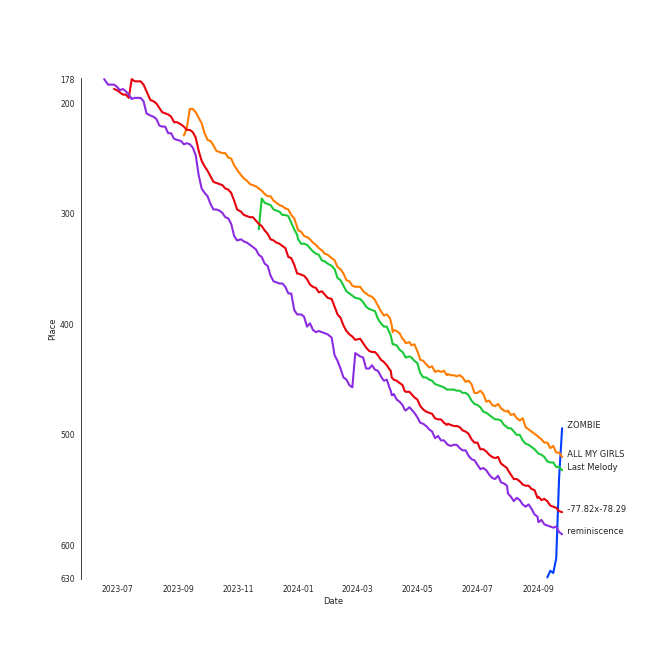 178
200
300
400
500
600
630
Place
2023-07
2023-09
2023-11
2024-01
2024-03
2024-05
2024-07
2024-09
Date
ZOMBIE
ALL MY GIRLS
Last Melody
-77.82x-78.29
reminiscence